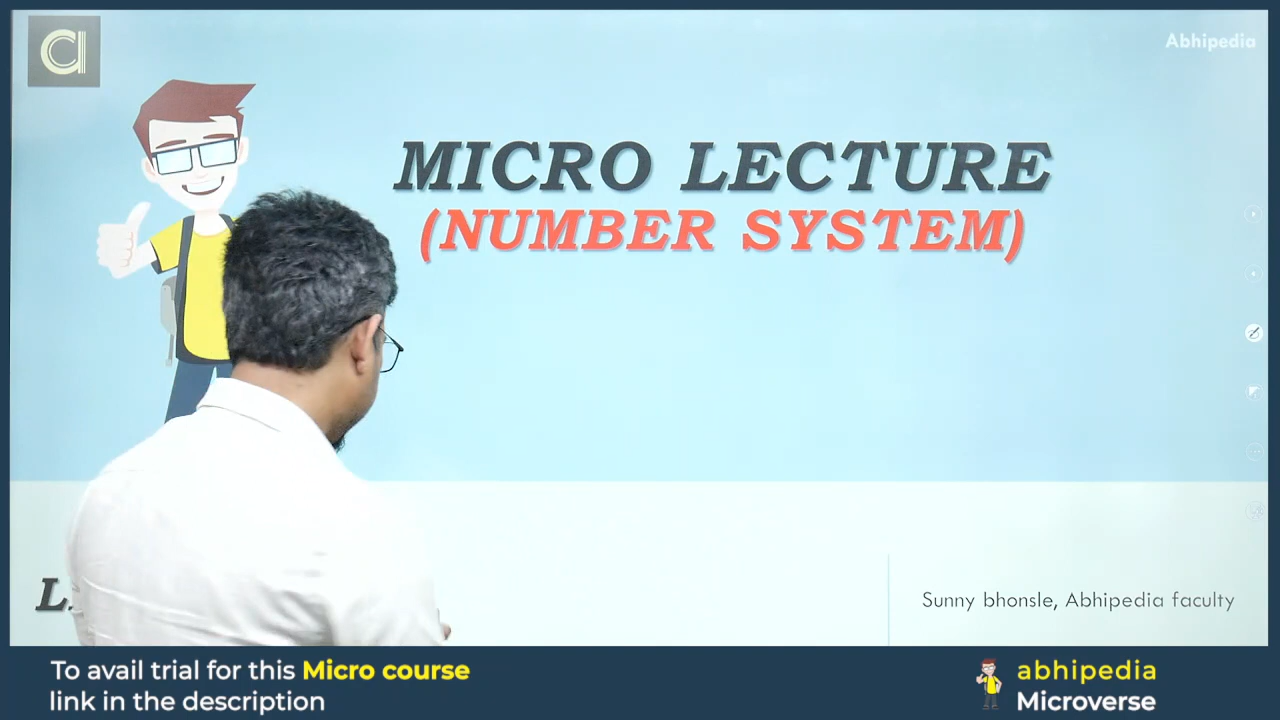 Abhipedia
MICRO LECTURE
(NUMBER SYSTEM)
Sunny bhonsle, Abhipedia faculty
To avail trial for this Micro course
link in the description
abhipedia
Microverse